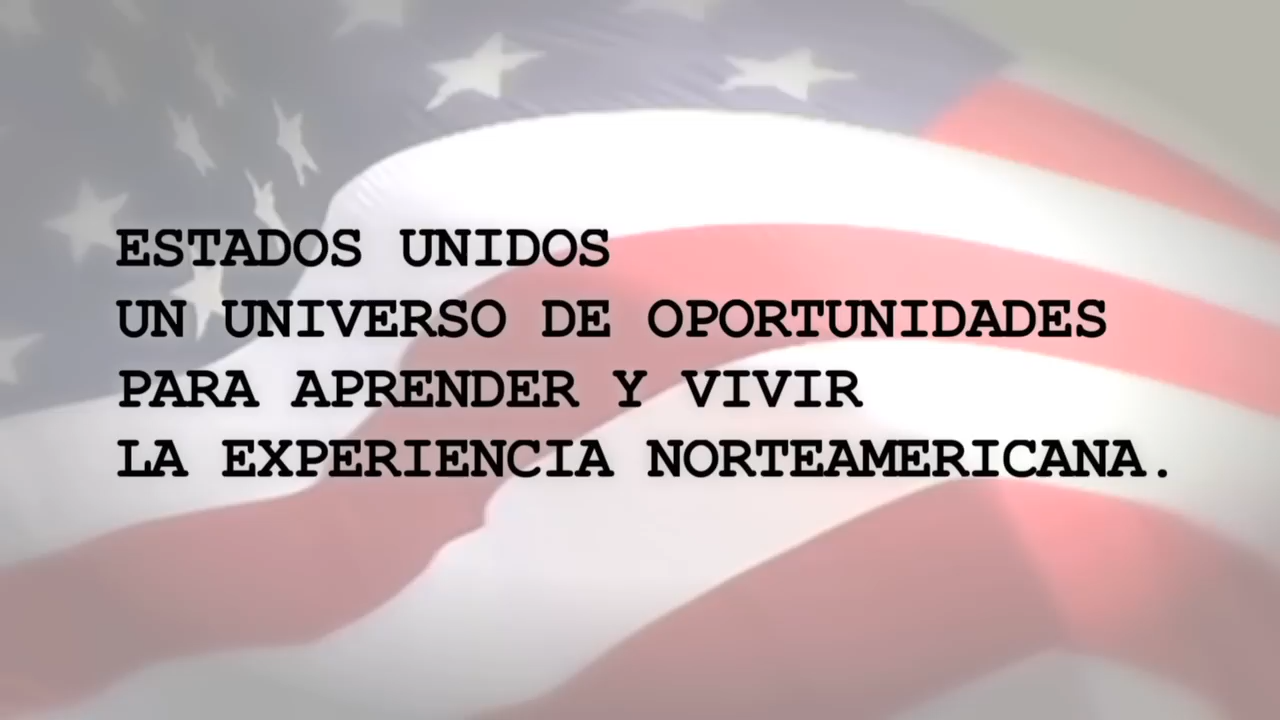 ESTADOS UNIDOS
UN UNIVERSO DE OPORTUNIDADES
PARA APRENDER Y VIVIR
LA EXPERIENCIA NORTEAMERICANA.